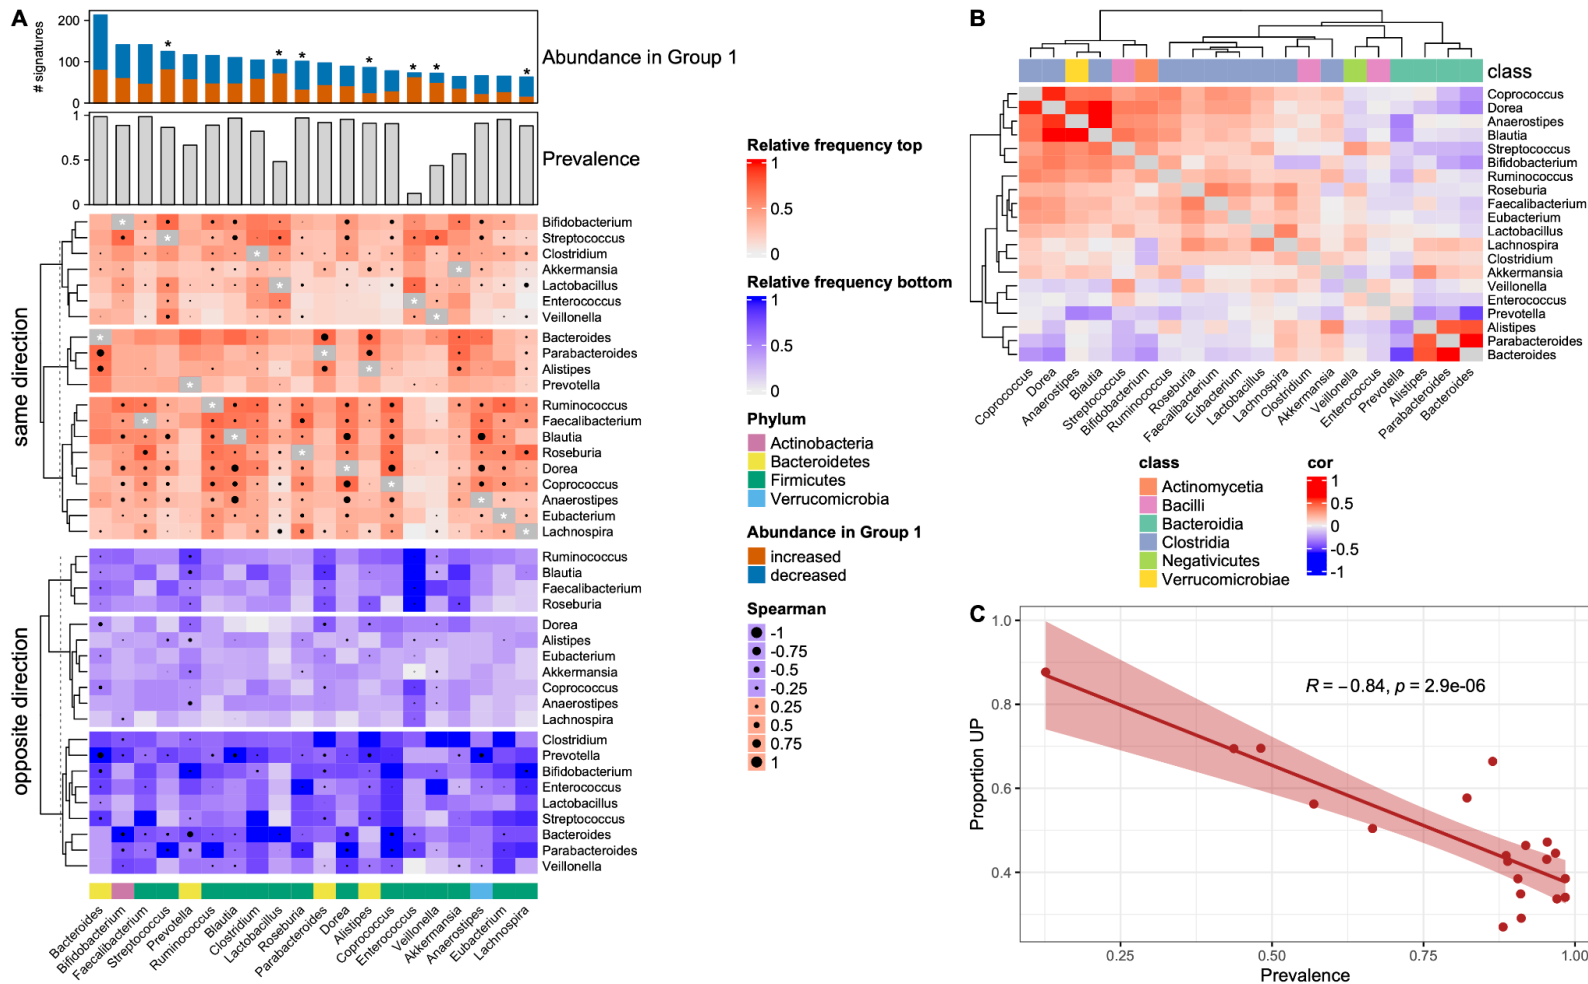 A
200
100
0
# signatures
* * * * * * *
Abundance in Group 1
1
0.5
0
Prevalence
same direction
Bifidobacterium
Streptococcus
Clostridium
Akkermansia
Lactobacillus
Enterococcus
Veillonella
Bacteroides
Parabacteroides
Alistipes
Prevotella
Ruminococcus
Faecalibacterium
Blautia
Roseburia
Dorea
Coprococcus
Anaerostipes
Eubacterium
Lachnospira
opposite direction
Ruminococcus
Blautia
Faecalibacterium
Roseburia
Dorea
Alistipes
Eubacterium
Akkermansia
Coprococcus
Anaerostipes
Lachnospira
Clostridium
Prevotella
Bifidobacterium
Enterococcus
Lactobacillus
Streptococcus
Bacteroides
Parabacteroides
Veillonella
Bacteroides
Bifidobacterium
Faecalibacterium
Streptococcus
Prevotella
Ruminococcus
Blautia
Clostridium
Lactobacillus
Roseburia
Parabacteroides
Dorea
Alistipes
Coprococcus
Enterococcus
Veillonella
Akkermansia
Anaerostipes
Eubacterium
Lachnospira
Relative frequency top
1
0.5
0
Relative frequency bottom
1
0.5
0
Phylum
Actinobacteria
Bacteroidetes
Firmicutes
Verrucomicrobia
Abundance in Group 1
increased
decreased
Spearman
-1
-0.75
-0.5
-0.25
0.25
0.5
0.75
1
B
class
Coprococcus
Dorea
Anaerostipes
Blautia
Streptococcus
Bifidobacterium
Ruminococcus
Roseburia
Faecalibacterium
Eubacterium
Lactobacillus
Lachnospira
Clostridium
Akkermansia
Veillonella
Enterococcus
Prevotella
Alistipes
Parabacteroides
Bacteroides
Coprococcus
Dorea
Anaerostipes
Blautia
Streptococcus
Bifidobacterium
Ruminococcus
Roseburia
Faecalibacterium
Eubacterium
Lactobacillus
Lachnospira
Clostridium
Akkermansia
Veillonella
Enterococcus
Prevotella
Alistipes
Parabacteroides
Bacteroides
class
Actinomycetia
Bacilli
Bacteroidia
Clostridia
Negativicutes
Verrucomicrobiae
cor
1
0.5
0
-0.5
-1
C
1.0
0.8
0.6
0.4
Proportion UP
R = −0.84, p = 2.9e-06
0.25
0.50
0.75
1.00
Prevalence